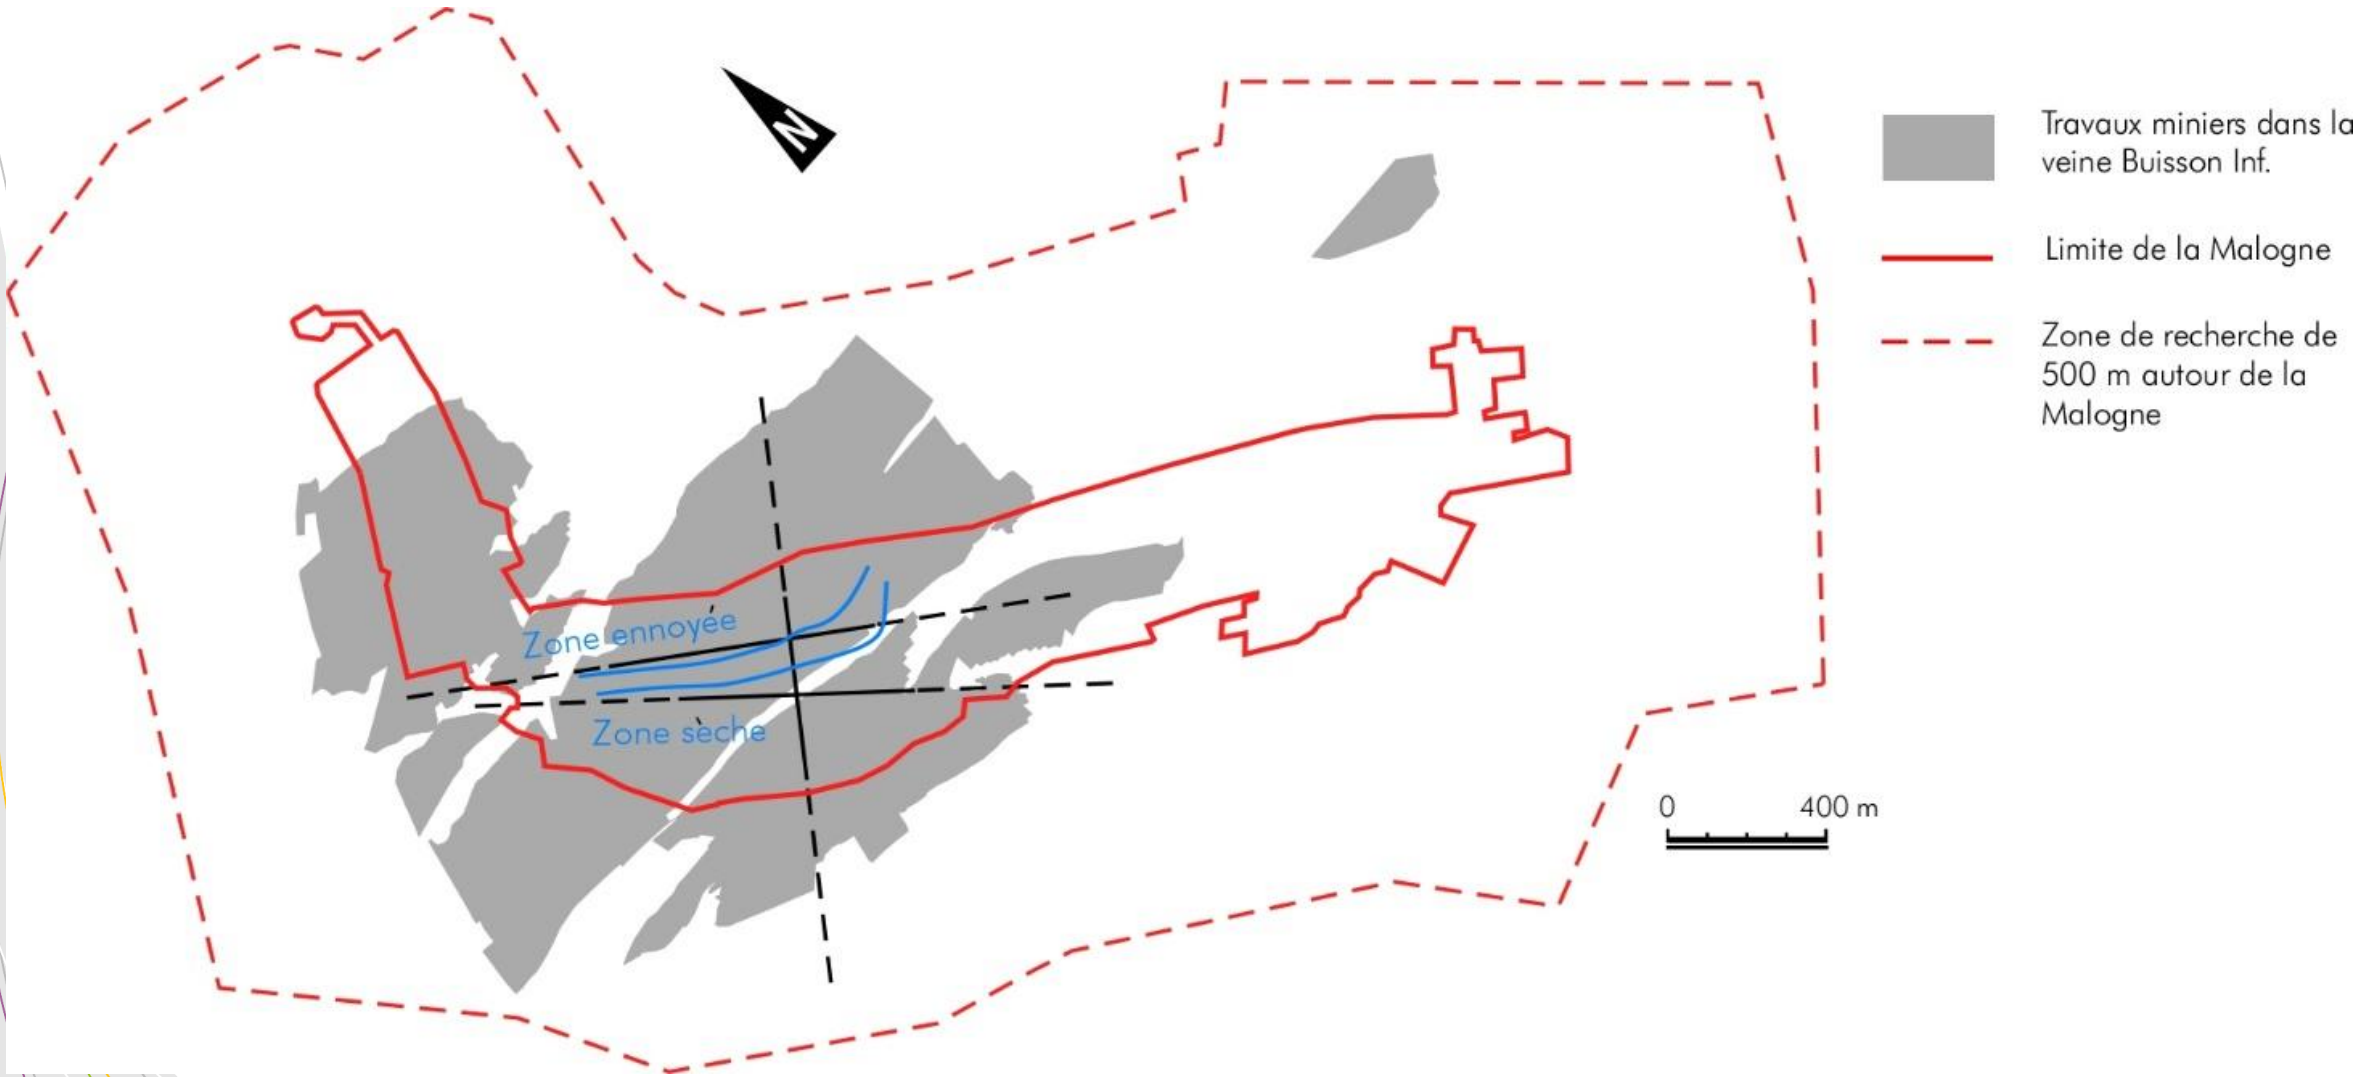 N
Travaux miniers dans la
veine Buisson Inf.
Limite de la Malogne
Zone de recherche de
500 m autour de la
Malogne
Zone ennoyée
Zone sèche
0 400 m